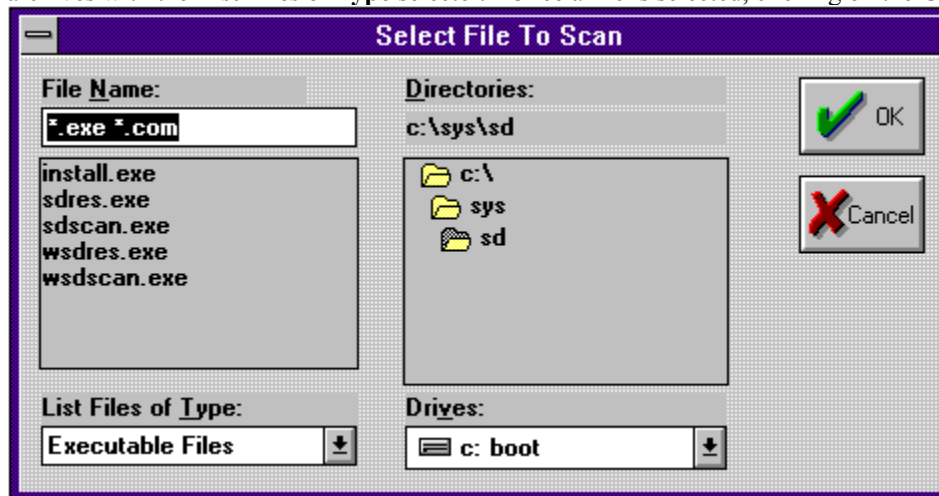 Select File To Scan
File Name:
*.exe *.com
install.exe
sdres.exe
sdscan.exe
wsdres.exe
wsdscan.exe
List Files of Type:
Executable Files
Directories:
c:\sys\sd
c:\
sys
sd
Drives:
c: boot
OK
Cancel